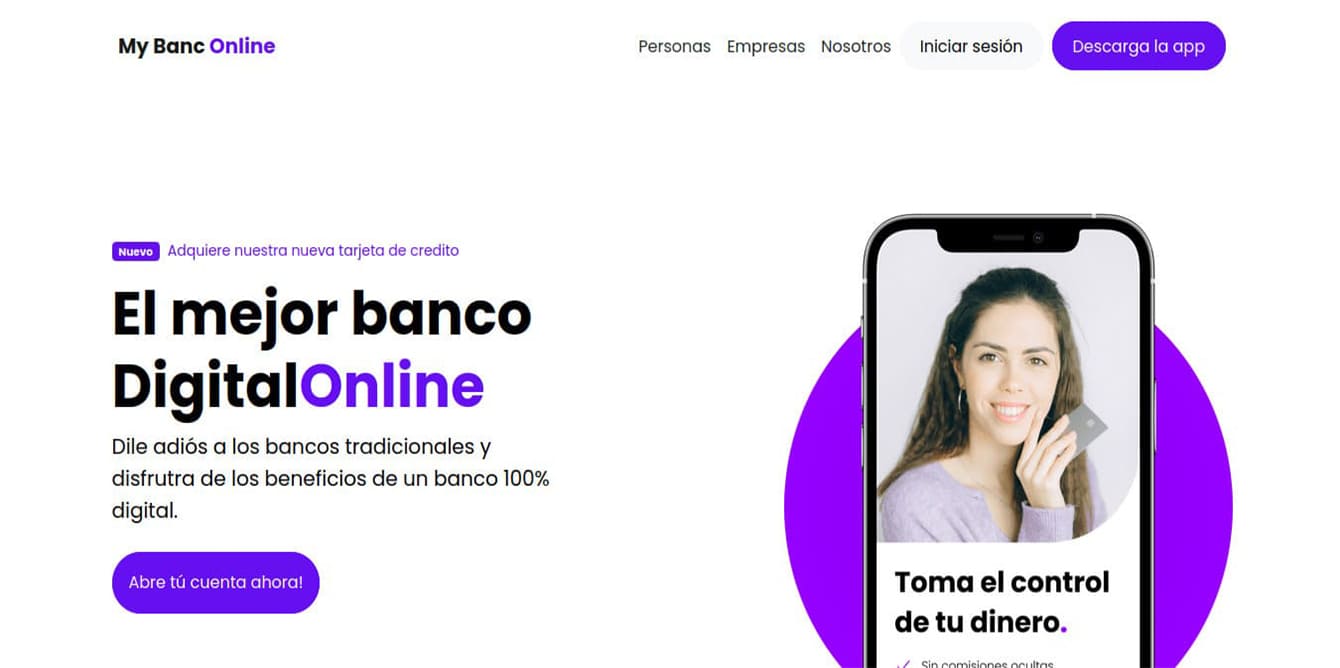 My Banc Online
Personas Empresas Nosotros Iniciar sesión Descarga la app
Nuevo Adquiere nuestra nueva tarjeta de credito
El mejor banco
DigitalOnline
Dile adiós a los bancos tradicionales y
disfrutra de los beneficios de un banco 100%
digital.
Abre tú cuenta ahora!
Toma el control
de tu dinero.
Sin comisiones ocultas